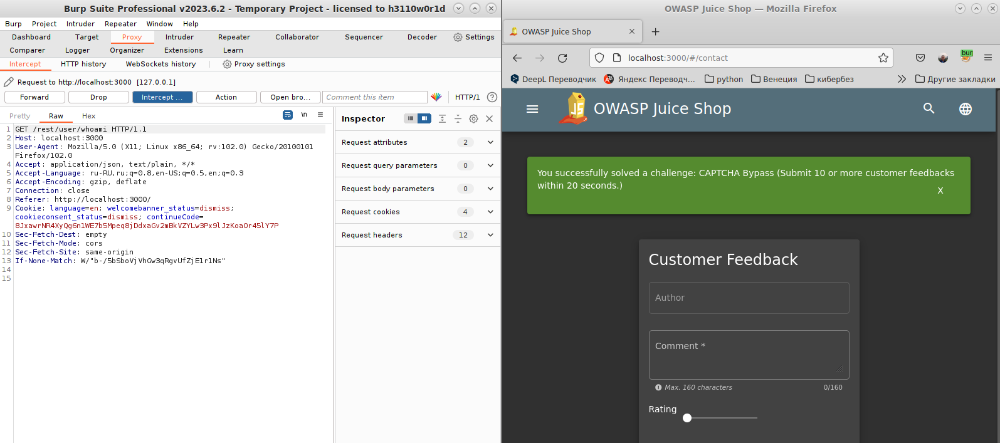 Burp Suite Professional v2023.6.2 - Temporary Project - licensed to h3110w0r1d
Burp Project Intruder Repeater Window Help
Dashboard Target Proxy Intruder Repeater Collaborator Sequencer Decoder Settings
Comparer Logger Organizer Extensions Learn
Intercept HTTP history WebSockets history Proxy settings
Request to http://localhost:3000 [127.0.0.1]
Forward Drop Intercept ... Action Open bro... Comment this item HTTP/1 ?
Pretty Raw Hex \n
1 GET /rest/user/whoami HTTP/1.1
2 Host: localhost:3000
3 User-Agent: Mozilla/5.0 (X11; Linux x86_64; rv:102.0) Gecko/20100101
Firefox/102.0
4 Accept: application/json, text/plain, */*
5 Accept-Language: ru-RU,ru;q=0.8,en-US;q=0.5,en;q=0.3
6 Accept-Encoding: gzip, deflate
7 Connection: close
8 Referer: http://localhost:3000/
9 Cookie: language=en; welcomebanner_status=dismiss;
cookieconsent_status=dismiss; continueCode=
8JxawrNR4XyQg6n1WE7b5Mpeq8jDdxaGv2mBkVZYLw3Px9lJzKoaOr45lY7P
10 Sec-Fetch-Dest: empty
11 Sec-Fetch-Mode: cors
12 Sec-Fetch-Site: same-origin
13 If-None-Match: W/"b-/5bSboVjVhGw3qRgvUfZjE1r1Ns"
14
15
Inspector
Request attributes 2
Request query parameters 0
Request body parameters 0
Request cookies 4
Request headers 12
OWASP Juice Shop — Mozilla Firefox
OWASP Juice Shop
localhost:3000/#/contact
bur
DeepL Переводчик Яндекс Переводч... python Венеция кибербез Другие закладки
JS
OWASP Juice Shop
You successfully solved a challenge: CAPTCHA Bypass (Submit 10 or more customer feedbacks
within 20 seconds.)
X
Customer Feedback
Author
Comment *
Max. 160 characters 0/160
Rating